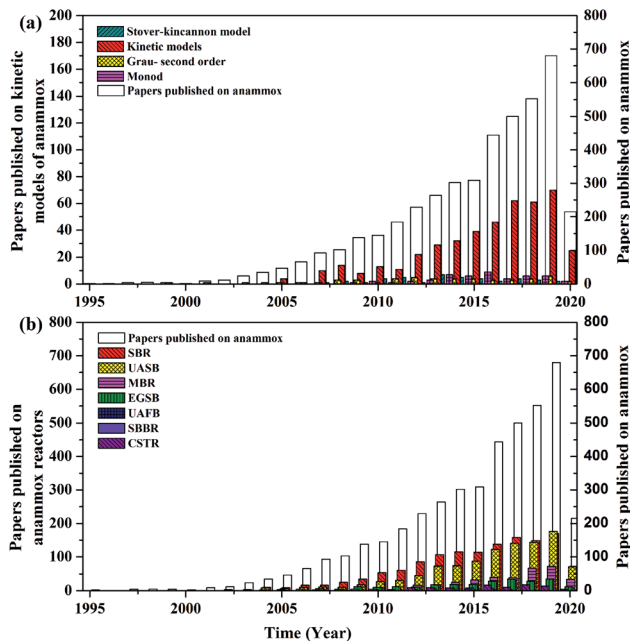 (a)
Stover-kincannon model
Kinetic models
Grau- second order
Monod
Papers published on anammox
Papers published on kinetic
models of anammox
200
180
160
140
120
100
80
60
40
20
0
800
700
600
500
400
300
200
100
0
Papers published on anammox
1995
2000
2005
2010
2015
2020
(b)
Papers published on anammox
SBR
UASB
MBR
EGSB
UAFB
SBBR
CSTR
Papers published on
anammox reactors
800
700
600
500
400
300
200
100
0
800
700
600
500
400
300
200
100
0
Papers published on anammox
1995
2000
2005
2010
2015
2020
Time (Year)